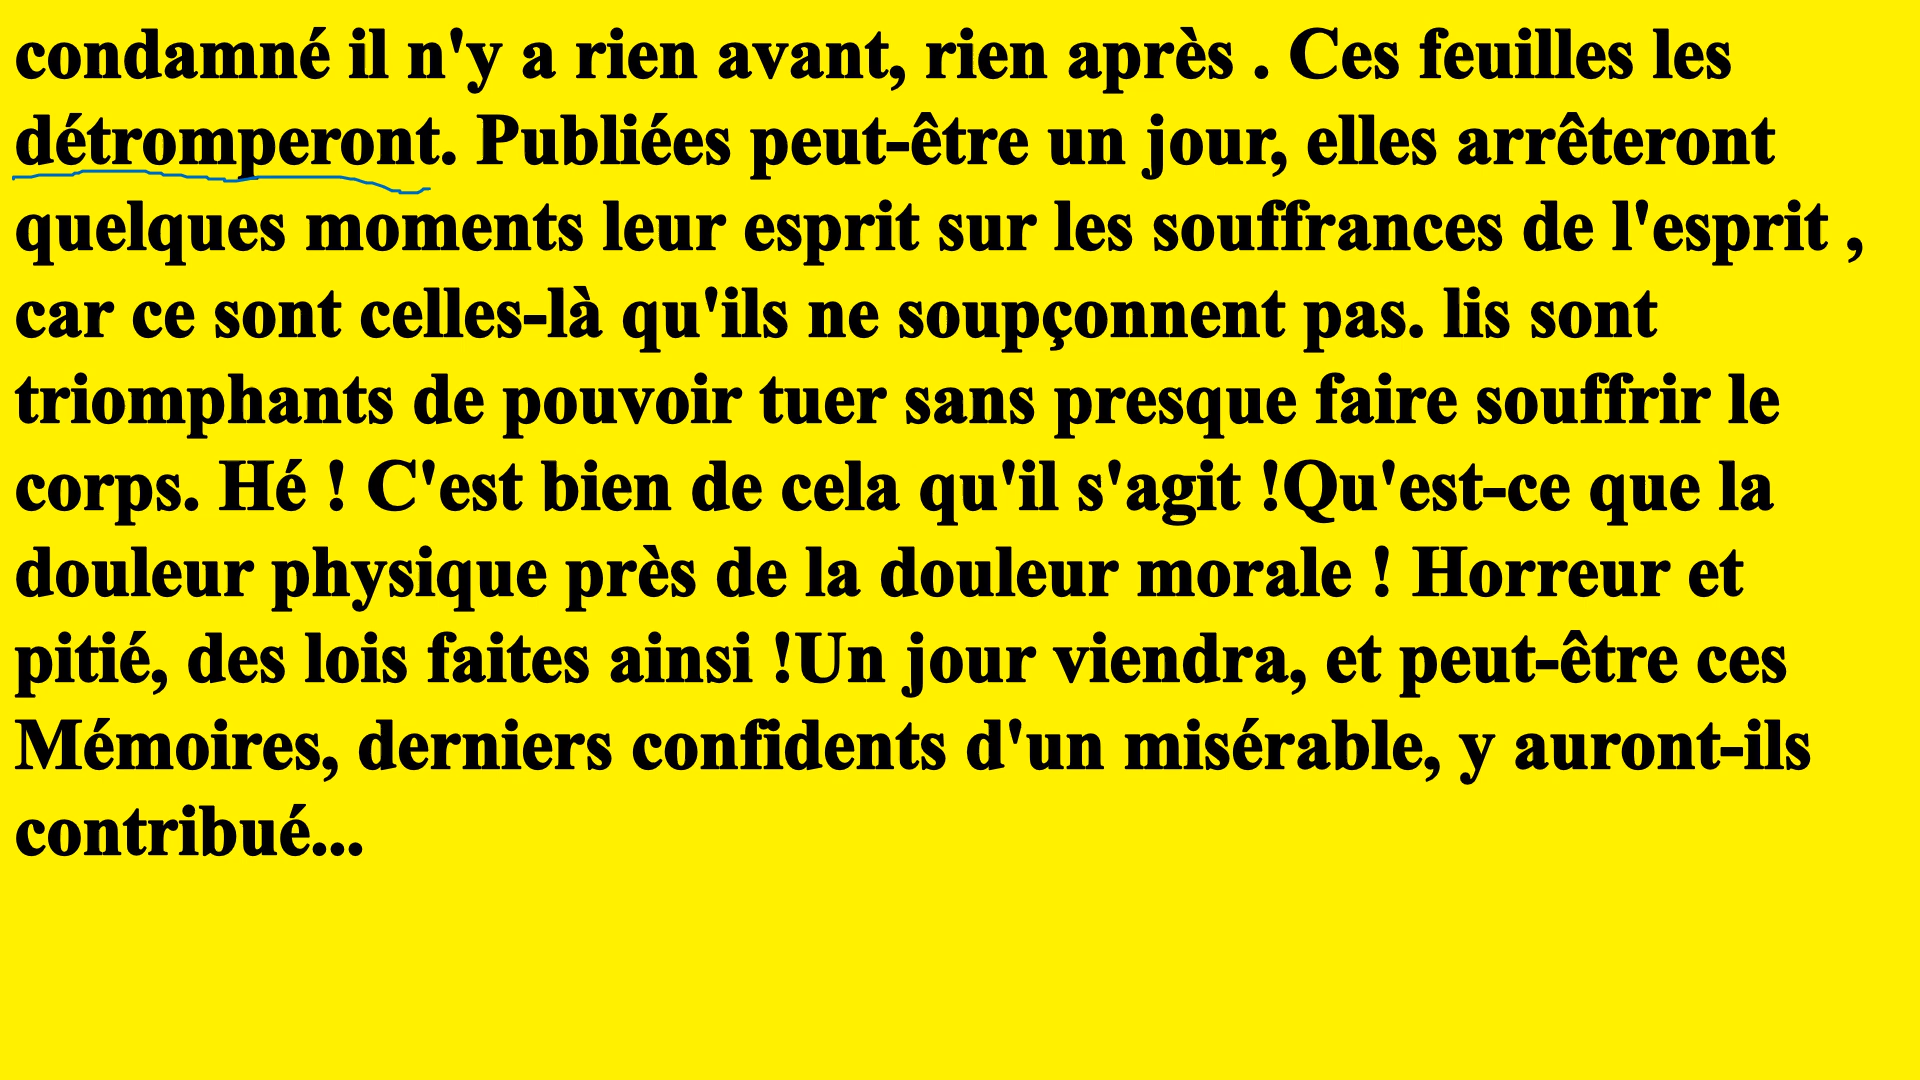 condamné il n'y a rien avant, rien après . Ces feuilles les
détromperont. Publiées peut-être un jour, elles arrêteront
quelques moments leur esprit sur les souffrances de l'esprit ,
car ce sont celles-là qu'ils ne soupçonnent pas. lis sont
triomphants de pouvoir tuer sans presque faire souffrir le
corps. Hé ! C'est bien de cela qu'il s'agit !Qu'est-ce que la
douleur physique près de la douleur morale ! Horreur et
pitié, des lois faites ainsi !Un jour viendra, et peut-être ces
Mémoires, derniers confidents d'un misérable, y auront-ils
contribué...